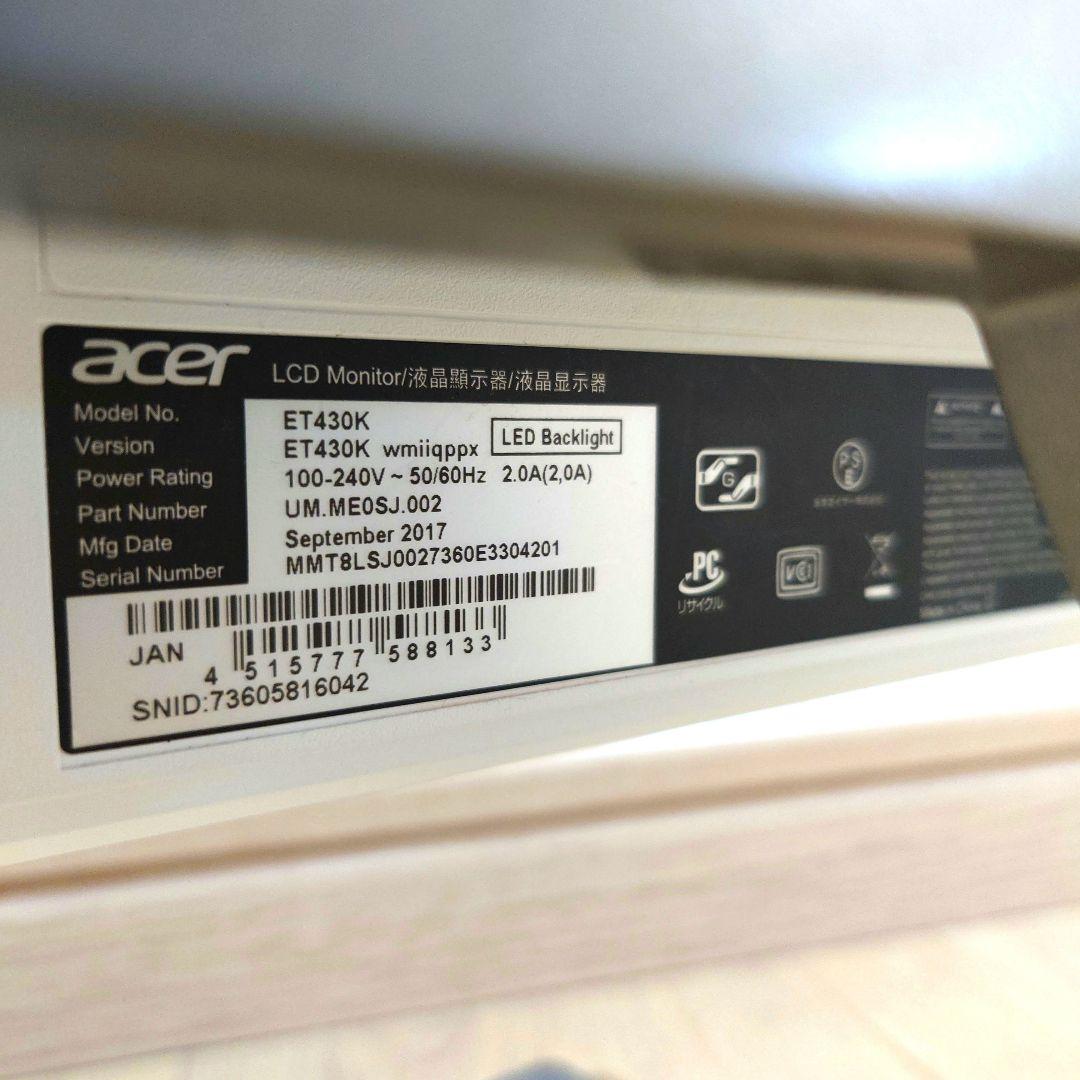 acer LCD Monitor/液晶顯示器/液晶显示器
Model No. ET430K
Version ET430K wmiiqppx LED Backlight
Power Rating 100-240V ~ 50/60Hz 2.0A(2,0A)
Part Number UM.ME0SJ.002
Mfg Date September 2017
Serial Number MMT8LSJ0027360E3304201
JAN
4 515777 588133
SNID:73605816042
G
PS
E
PC
リサイクル
VCI